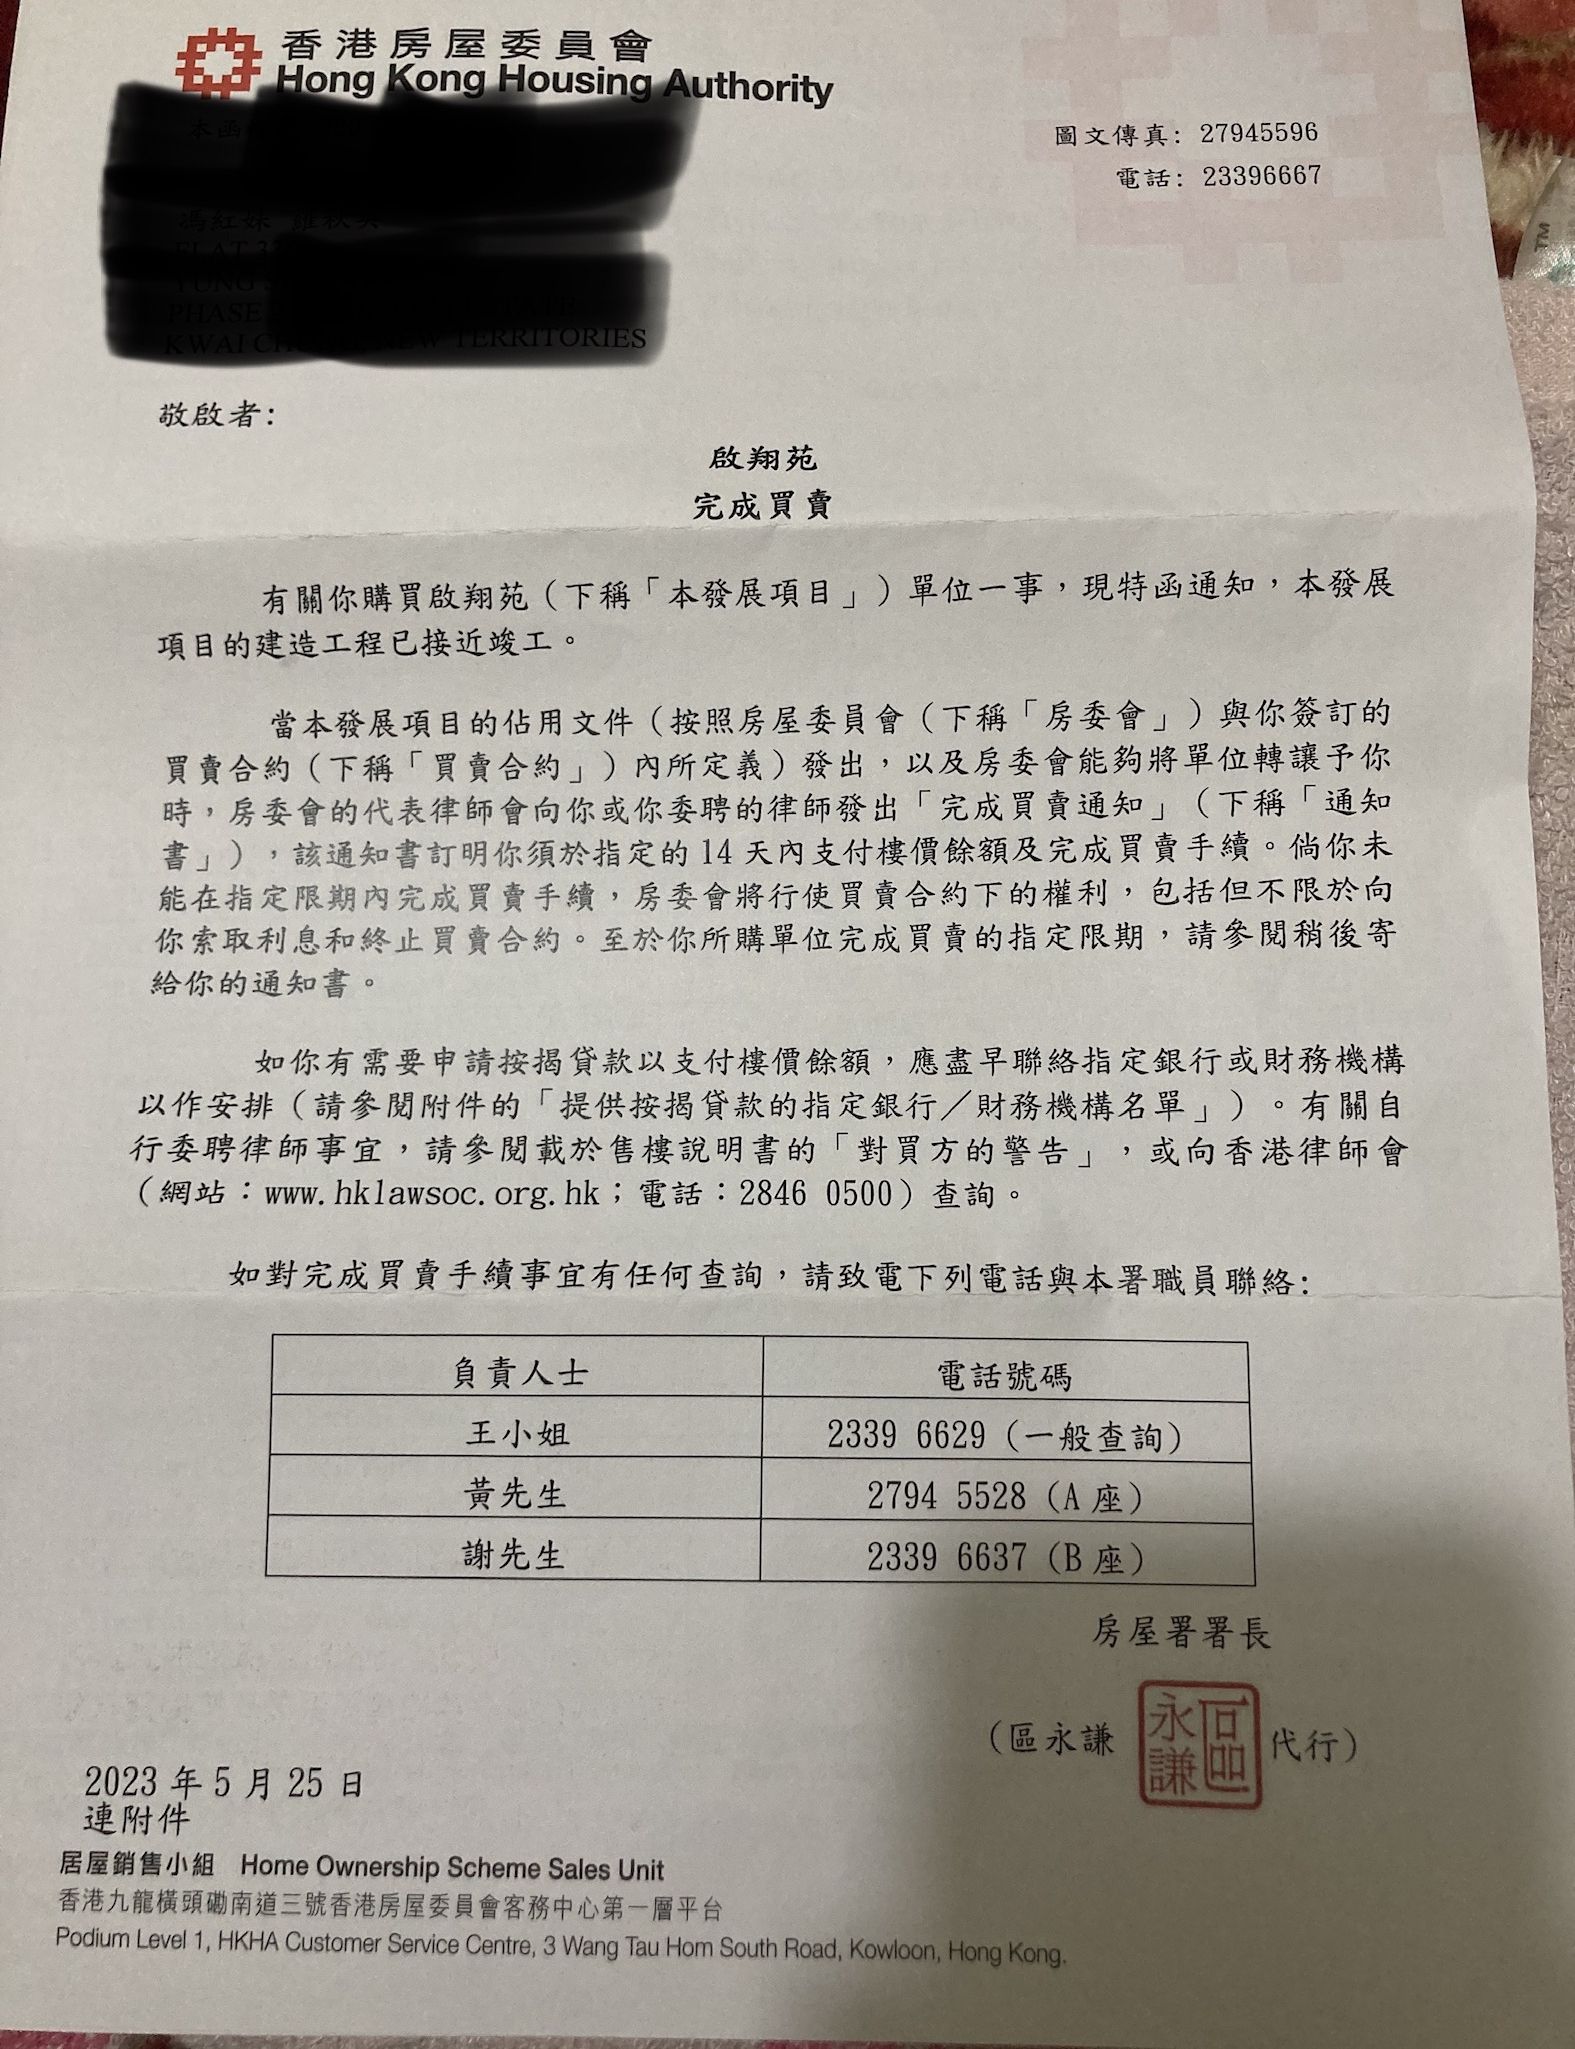 香港房屋委員會
Hong Kong Housing Authority
圖文傳真: 27945596
電話: 23396667
敬啟者:
啟翔苑
完成買賣
有關你購買啟翔苑（下稱「本發展項目」）單位一事，現特函通知，本發展
項目的建造工程已接近竣工。
當本發展項目的佔用文件（按照房屋委員會（下稱「房委會」）與你簽訂的
買賣合約（下稱「買賣合約」）內所定義）發出，以及房委會能夠將單位轉讓予你
時，房委會的代表律師會向你或你委聘的律師發出「完成買賣通知」（下稱「通知
書」），該通知書訂明你須於指定的 14 天內支付樓價餘額及完成買賣手續。倘你未
能在指定限期內完成買賣手續，房委會將行使買賣合約下的權利，包括但不限於向
你索取利息和終止買賣合約。至於你所購單位完成買賣的指定限期，請參閱稍後寄
給你的通知書。
如你有需要申請按揭貸款以支付樓價餘額，應盡早聯絡指定銀行或財務機構
以作安排（請參閱附件的「提供按揭貸款的指定銀行／財務機構名單」）。有關自
行委聘律師事宜，請參閱載於售樓說明書的「對買方的警告」，或向香港律師會
（網站：www.hklawsoc.org.hk；電話：2846 0500）查詢。
如對完成買賣手續事宜有任何查詢，請致電下列電話與本署職員聯絡:
負責人士 電話號碼
王小姐 2339 6629（一般查詢）
黃先生 2794 5528（A 座）
謝先生 2339 6637（B 座）
房屋署署長
（區永謙 區永謙 代行）
2023 年 5 月 25 日
連附件
居屋銷售小組 Home Ownership Scheme Sales Unit
香港九龍橫頭磡南道三號香港房屋委員會客務中心第一層平台
Podium Level 1, HKHA Customer Service Centre, 3 Wang Tau Hom South Road, Kowloon, Hong Kong.